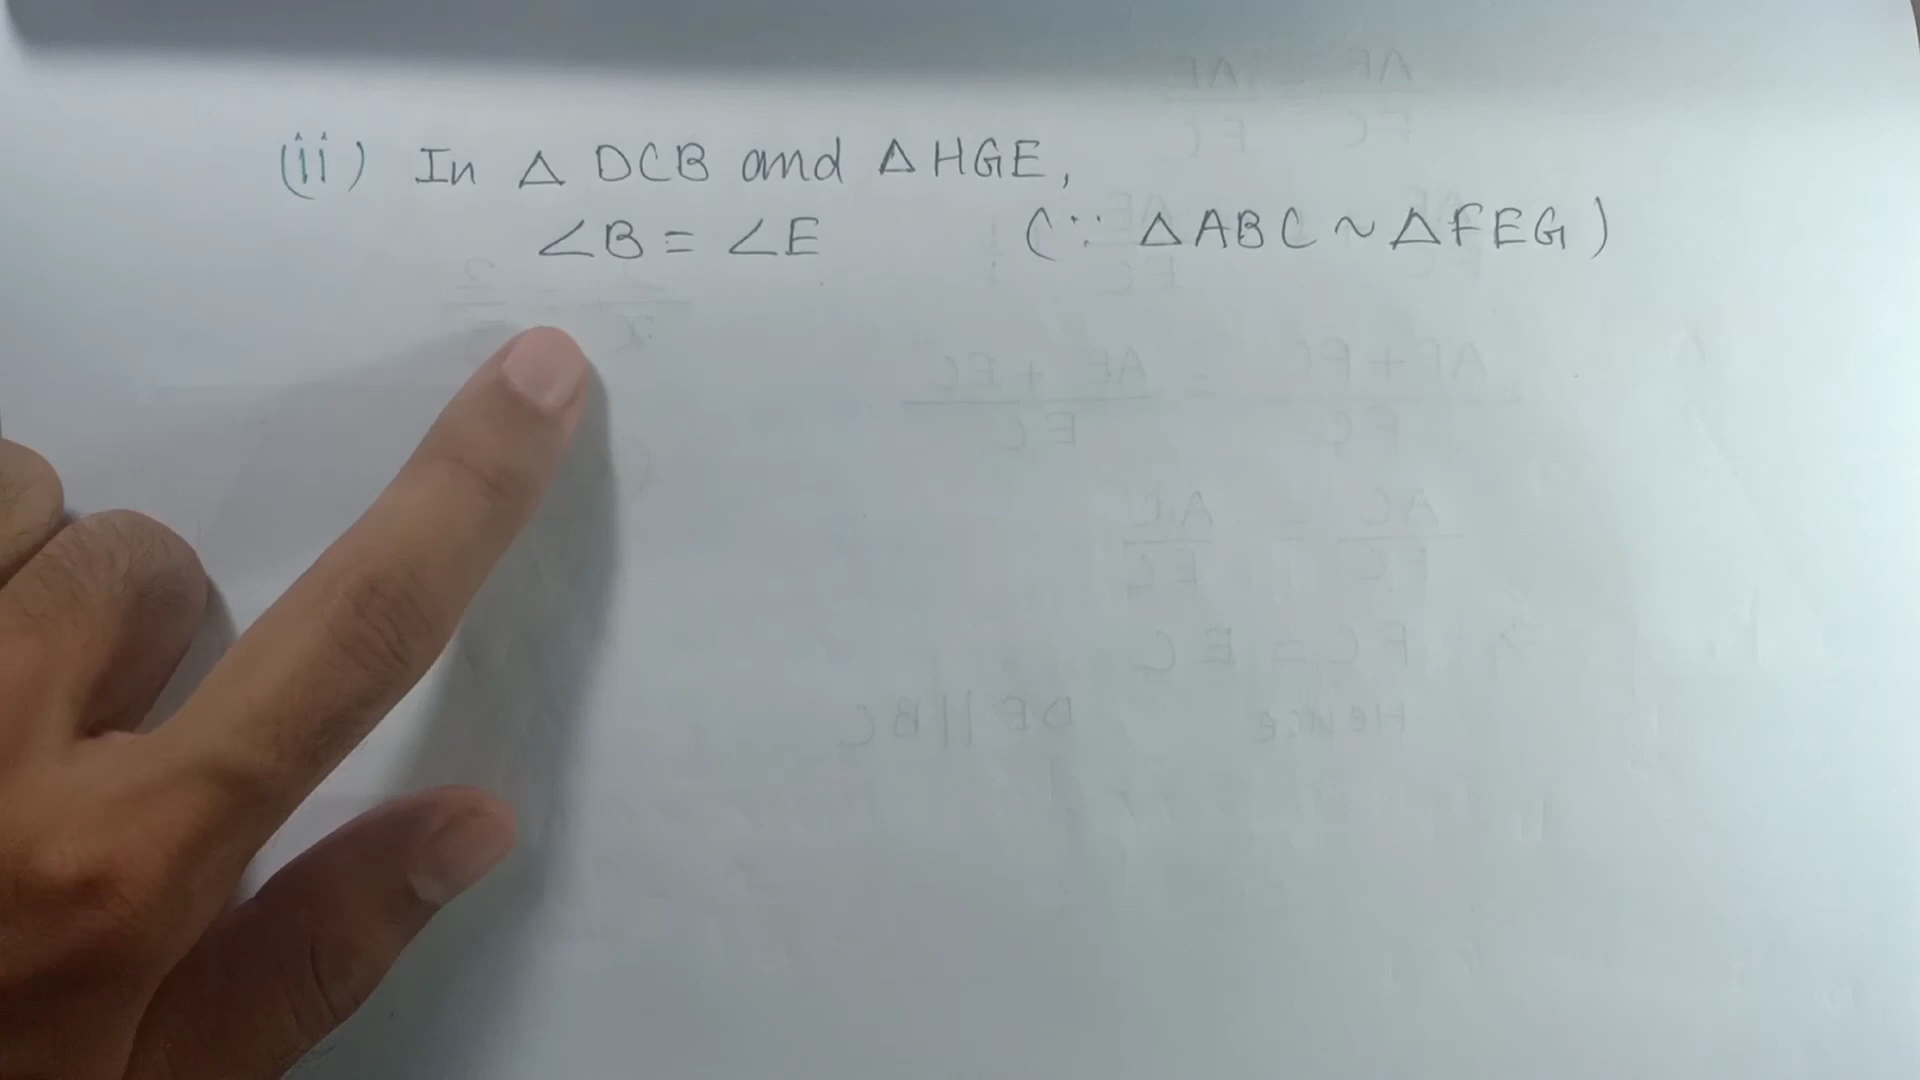 (ii) In △ DCB and △ HGE,
∠B = ∠E (∵ △ABC ~ △FEG)